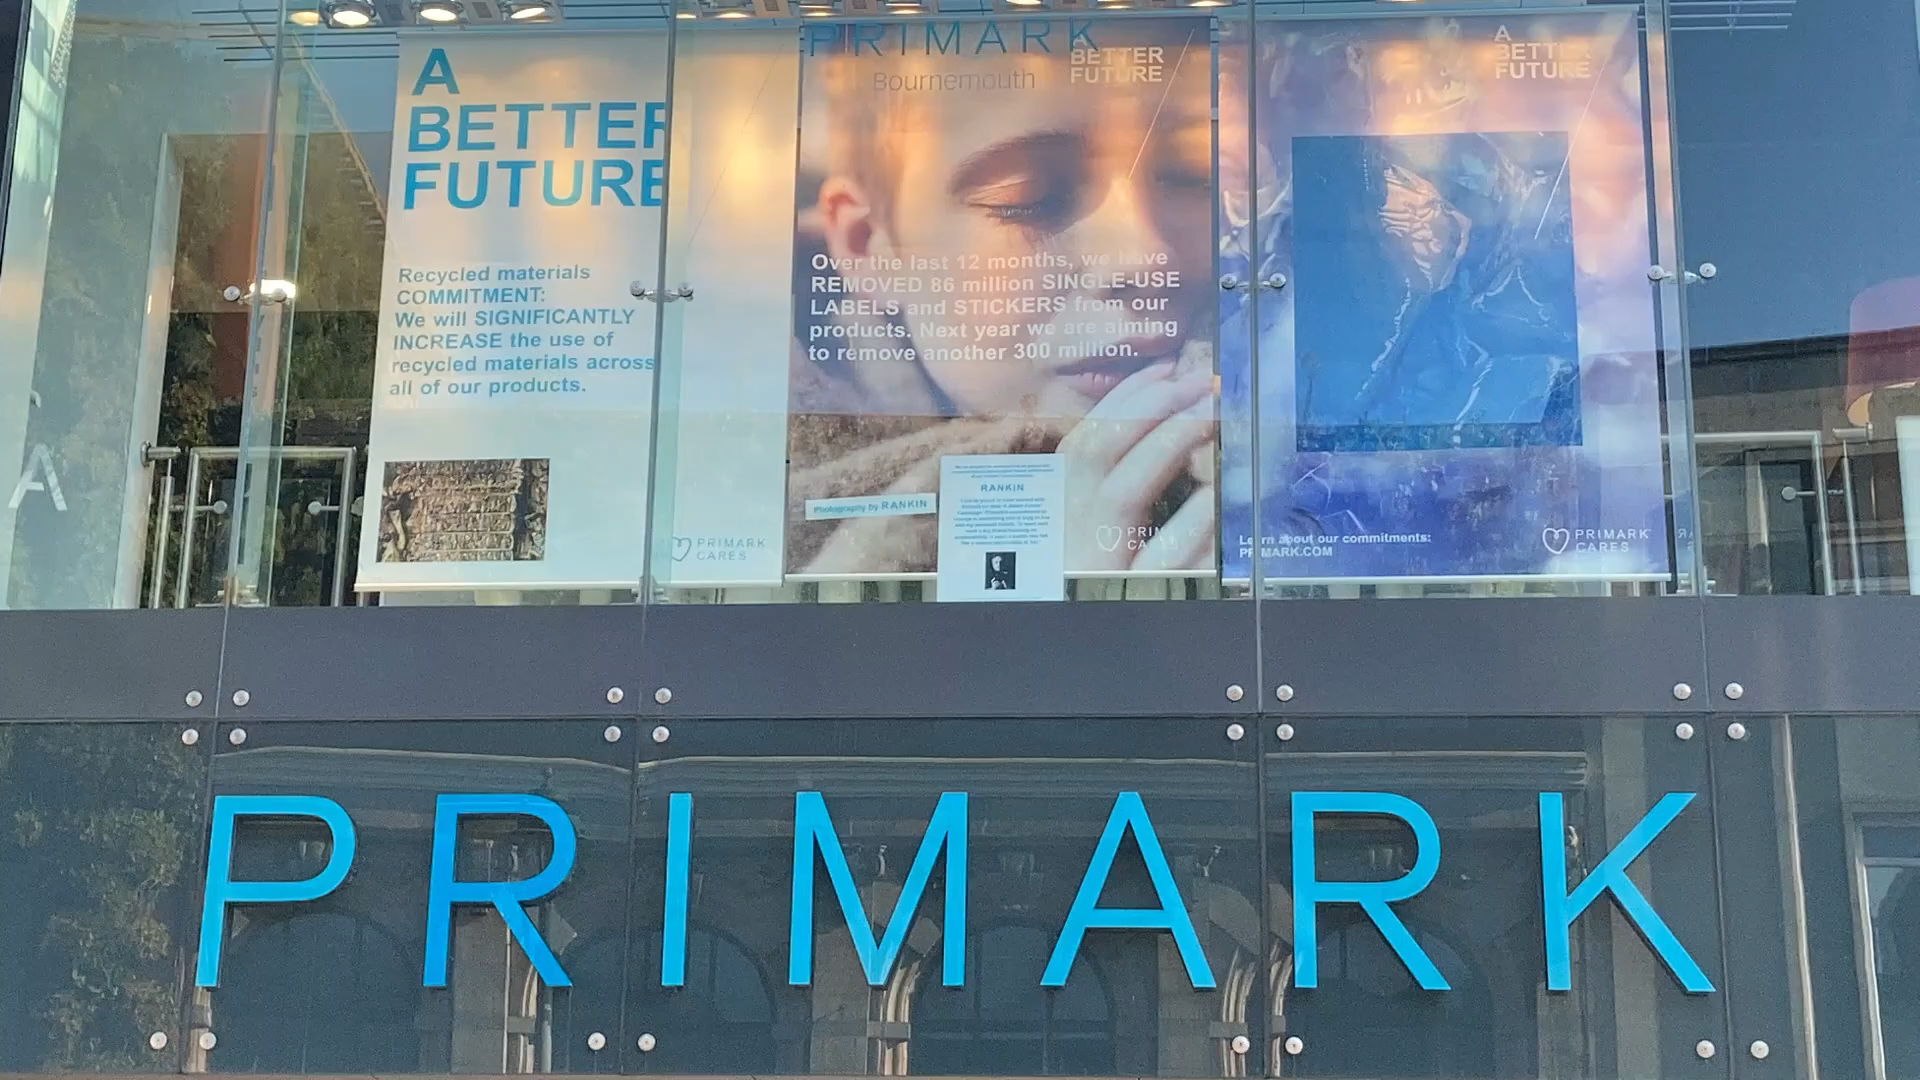 A
BETTER
FUTURE
Recycled materials
COMMITMENT:
We will SIGNIFICANTLY
INCREASE the use of
recycled materials across
all of our products.
PRIMARK
CARES
PRIMARK
Bournemouth
A
BETTER
FUTURE
Over the last 12 months, we have
REMOVED 86 million SINGLE-USE
LABELS and STICKERS from our
products. Next year we are aiming
to remove another 300 million.
Photography by RANKIN
RANKIN
PRIMARK
CARES
A
BETTER
FUTURE
Learn about our commitments:
PRIMARK.COM
PRIMARK
CARES
A
PRIMARK